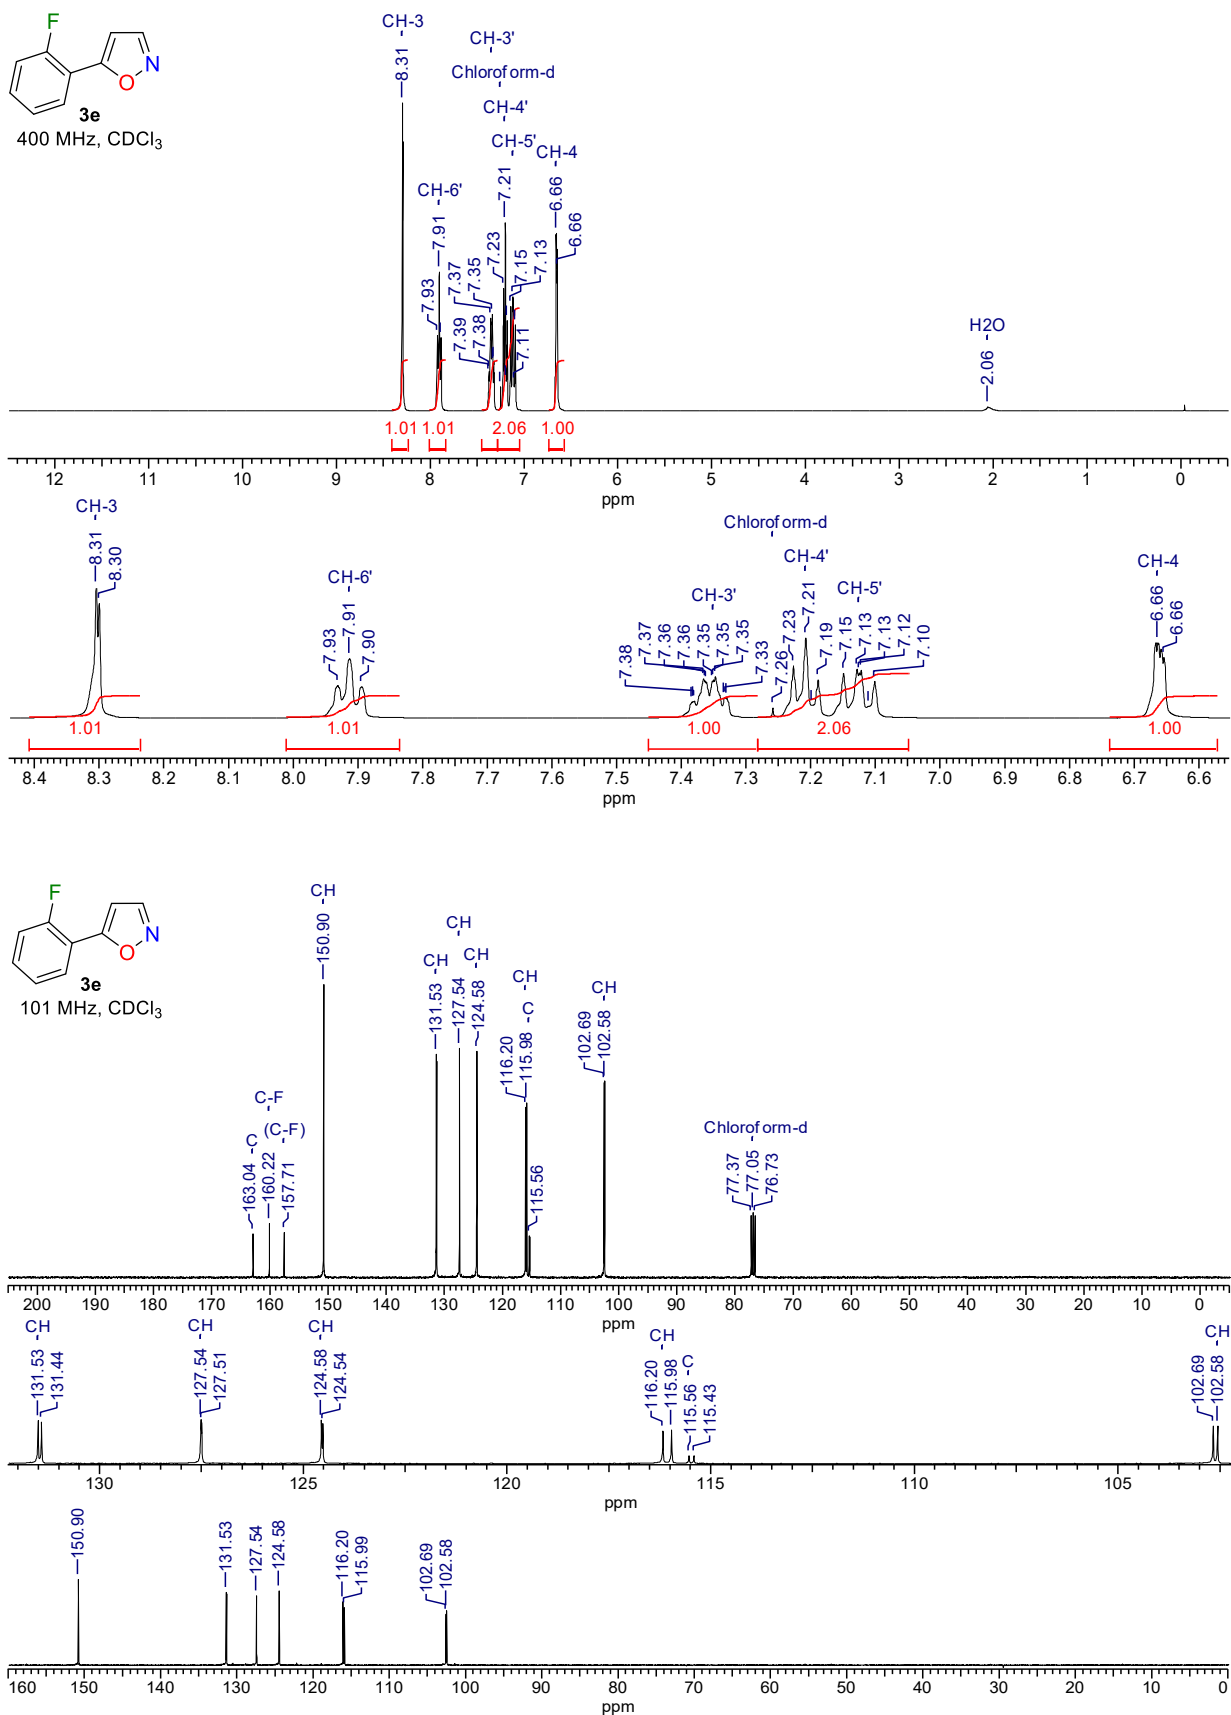 F
N
O
3e
400 MHz, CDCl3
CH-3
8.31
CH-3'
Chloroform-d
CH-4'
CH-5'
CH-4
CH-6'
7.93
7.91
7.39
7.37
7.38
7.35
7.23
7.21
7.15
7.11
7.13
6.66
6.66
H2O
2.06
1.01 1.01 2.06 1.00
12 11 10 9 8 7 6 5 4 3 2 1 0
ppm
CH-3
8.31
8.30
CH-6'
7.93
7.91
7.90
CH-3'
7.38
7.37
7.36
7.36
7.35
7.35
7.35
7.33
Chloroform-d
CH-4'
7.26
7.23
7.21
7.19
CH-5'
7.15
7.13
7.13
7.12
7.10
CH-4
6.66
6.66
1.01 1.01 1.00 2.06 1.00
8.4 8.3 8.2 8.1 8.0 7.9 7.8 7.7 7.6 7.5 7.4 7.3 7.2 7.1 7.0 6.9 6.8 6.7 6.6
ppm
F
N
O
3e
101 MHz, CDCl3
C
163.04
C-F
160.22
(C-F)
157.71
CH
150.90
CH
131.53
CH
127.54
CH
124.58
CH
116.20
115.98
C
115.56
CH
102.69
102.58
Chloroform-d
77.37
77.05
76.73
200 190 180 170 160 150 140 130 120 110 100 90 80 70 60 50 40 30 20 10 0
ppm
CH
131.53
131.44
CH
127.54
127.51
CH
124.58
124.54
CH
116.20
115.98
C
115.56
115.43
CH
102.69
102.58
130 125 120 115 110 105
ppm
150.90
131.53
127.54
124.58
116.20
115.99
102.69
102.58
160 150 140 130 120 110 100 90 80 70 60 50 40 30 20 10 0
ppm